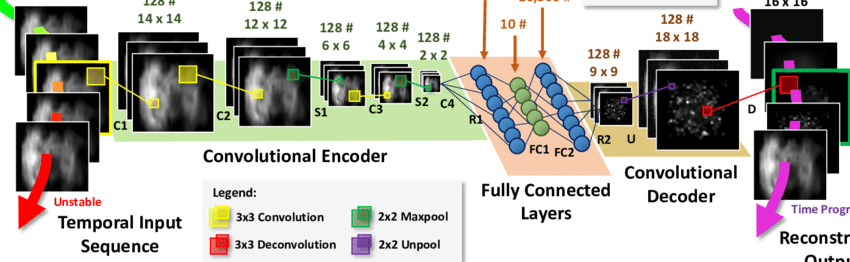 128 #
14 x 14
128 #
12 x 12
128 #
6 x 6
128 #
4 x 4
128 #
2 x 2
10 #
128 #
9 x 9
128 #
18 x 18
16 x 16
C1
C2
S1
C3
S2
C4
R1
FC1
FC2
R2
U
D
Convolutional Encoder
Fully Connected
Layers
Convolutional
Decoder
Unstable
Temporal Input
Sequence
Legend:
3x3 Convolution
2x2 Maxpool
3x3 Deconvolution
2x2 Unpool
Time Progr
Reconstr